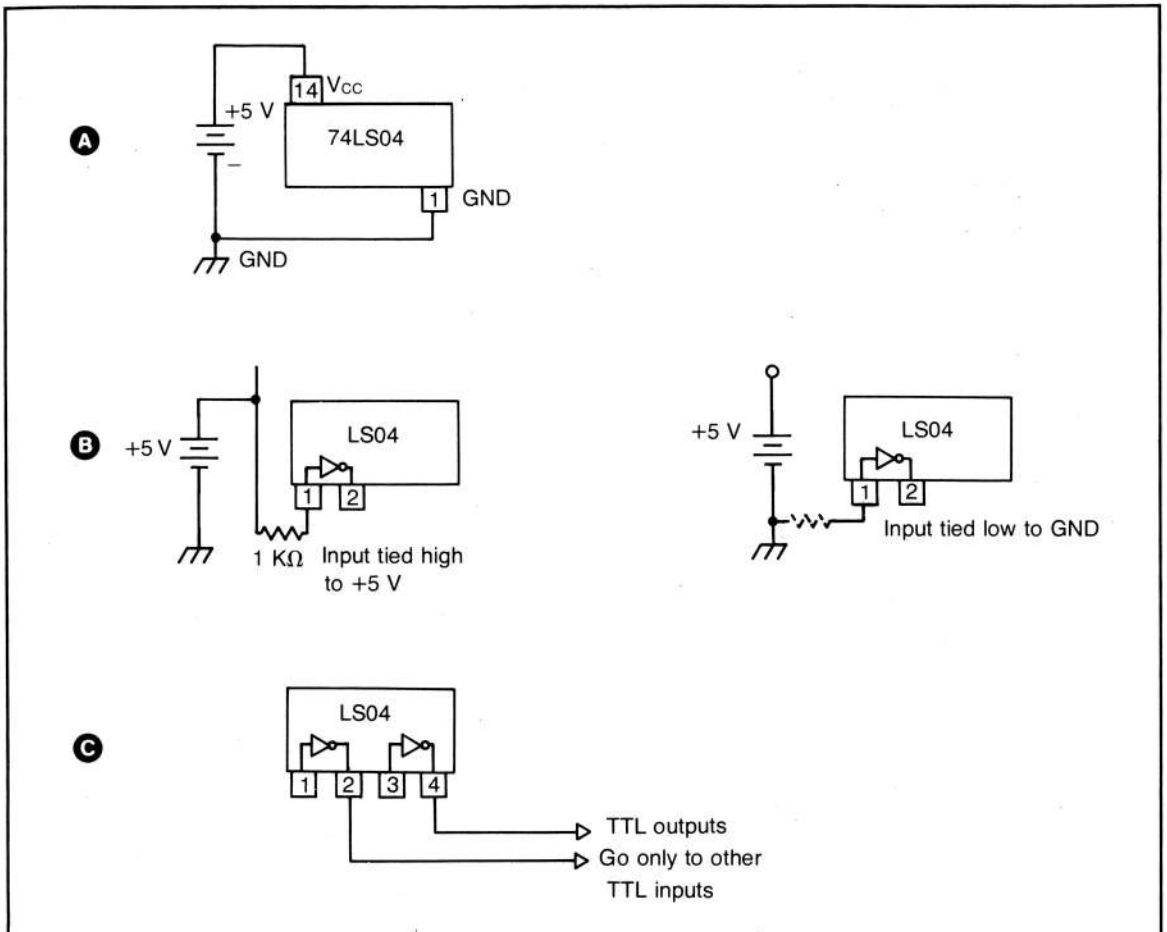 A
14
VCC
+5 V
74LS04
–
1
GND
GND
B
+5 V
LS04
1
2
1 KΩ
Input tied high
to +5 V
+5 V
LS04
1
2
Input tied low to GND
C
LS04
1
2
3
4
TTL outputs
Go only to other
TTL inputs